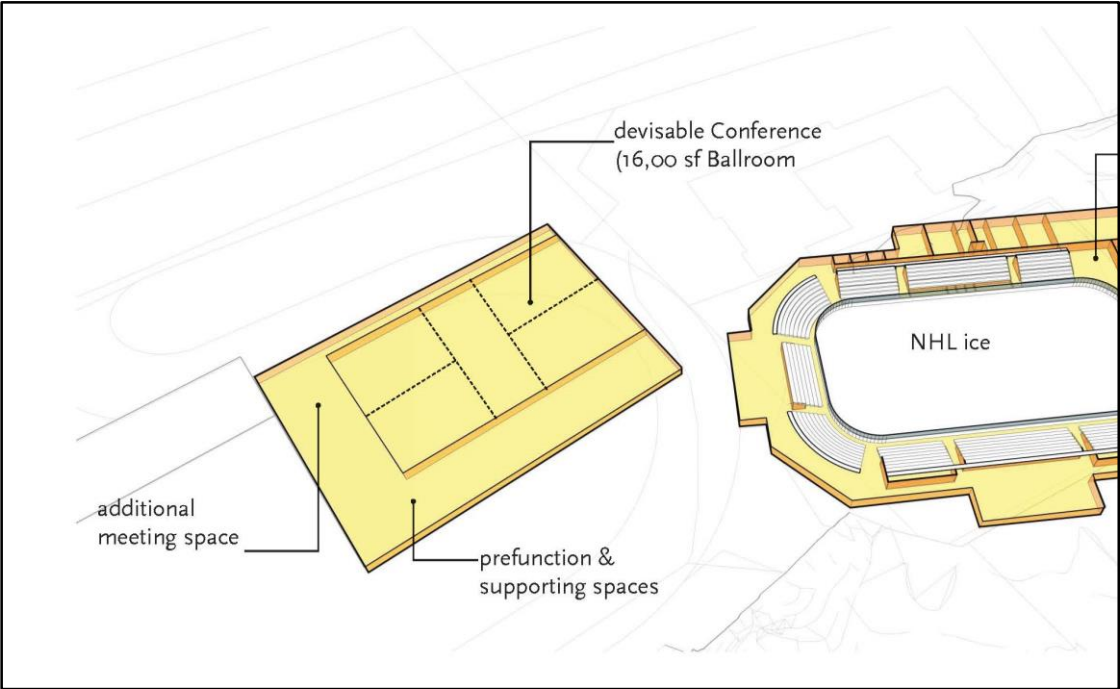 devisable Conference
(16,00 sf Ballroom
NHL ice
additional
meeting space
prefunction &
supporting spaces